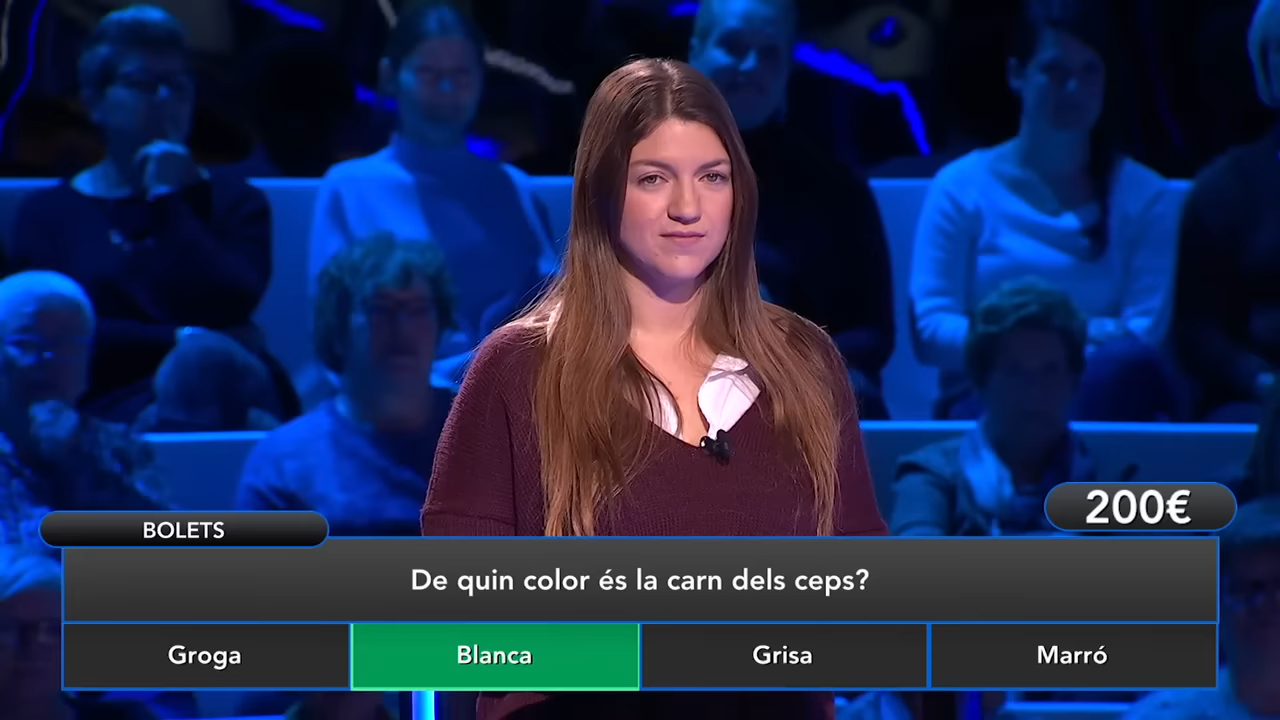 200€
BOLETS
De quin color és la carn dels ceps?
Groga
Blanca
Grisa
Marró